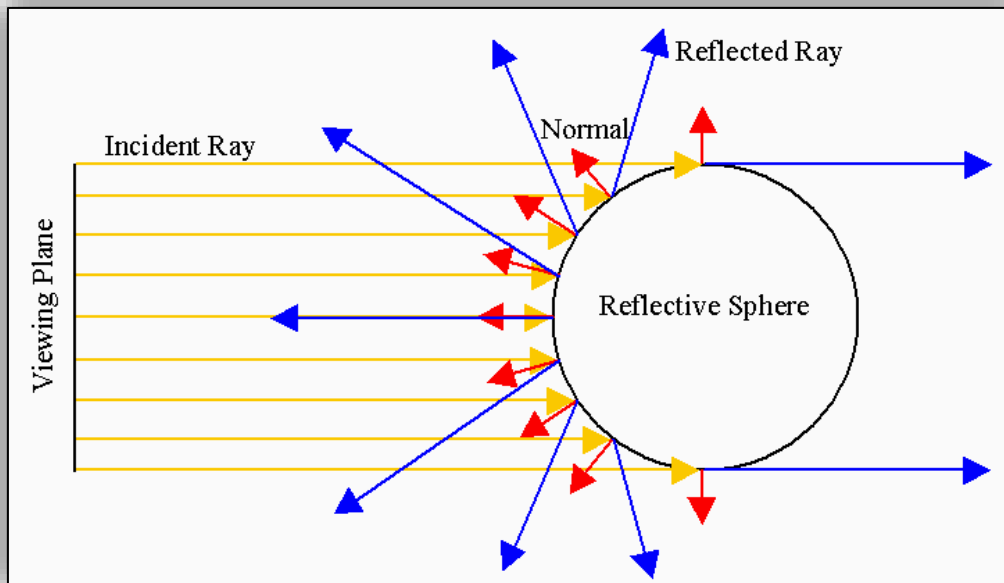 Reflected Ray
Normal
Incident Ray
Viewing Plane
Reflective Sphere